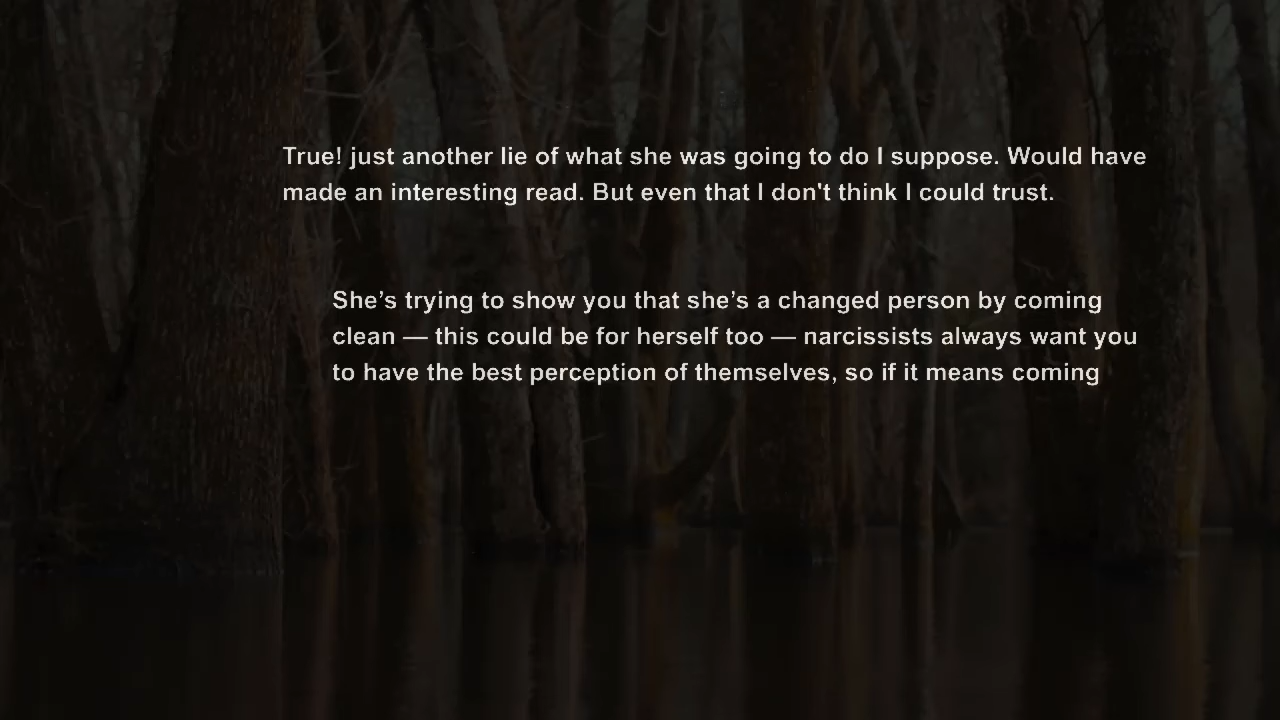 True! just another lie of what she was going to do I suppose. Would have
made an interesting read. But even that I don't think I could trust.
She’s trying to show you that she’s a changed person by coming
clean — this could be for herself too — narcissists always want you
to have the best perception of themselves, so if it means coming